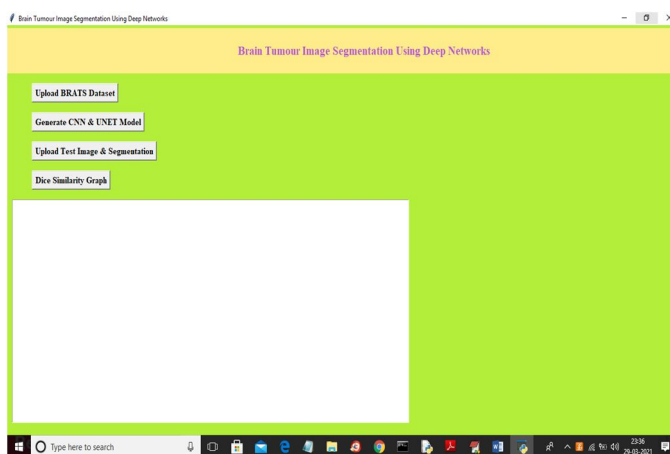 Brain Tumour Image Segmentation Using Deep Networks
Brain Tumour Image Segmentation Using Deep Networks
Upload BRATS Dataset
Generate CNN & UNET Model
Upload Test Image & Segmentation
Dice Similarity Graph
Type here to search
23:36
29-03-2021